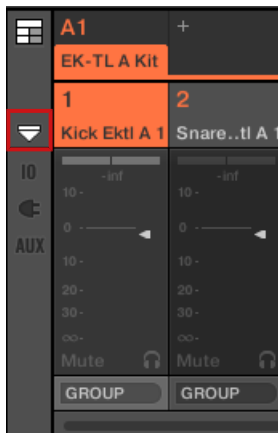 A1 +
EK-TL A Kit
1 2
Kick Ektl A 1 Snare..tl A 1
-inf -inf
10 - 10 -
0 - 0 -
10 - 10 -
20 - 20 -
30 - 30 -
∞- ∞-
Mute Mute
GROUP GROUP
IO
AUX